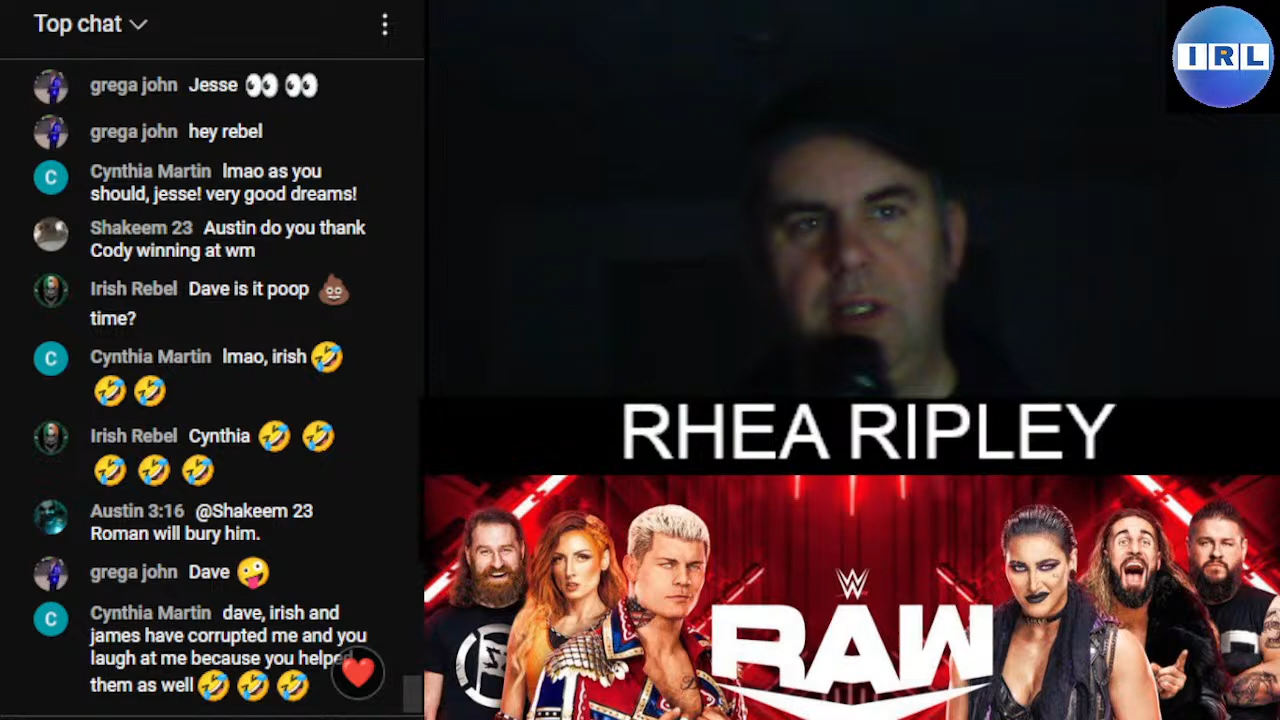 Top chat
grega john Jesse 👀 👀
grega john hey rebel
Cynthia Martin lmao as you
should, jesse! very good dreams!
Shakeem 23 Austin do you thank
Cody winning at wm
Irish Rebel Dave is it poop 💩
time?
Cynthia Martin lmao, irish 🤣
🤣 🤣
Irish Rebel Cynthia 🤣 🤣
🤣 🤣 🤣
Austin 3:16 @Shakeem 23
Roman will bury him.
grega john Dave 🤪
Cynthia Martin dave, irish and
james have corrupted me and you
laugh at me because you helped
them as well 🤣 🤣 🤣
C
C
C
IRL
RHEA RIPLEY
W
RAW